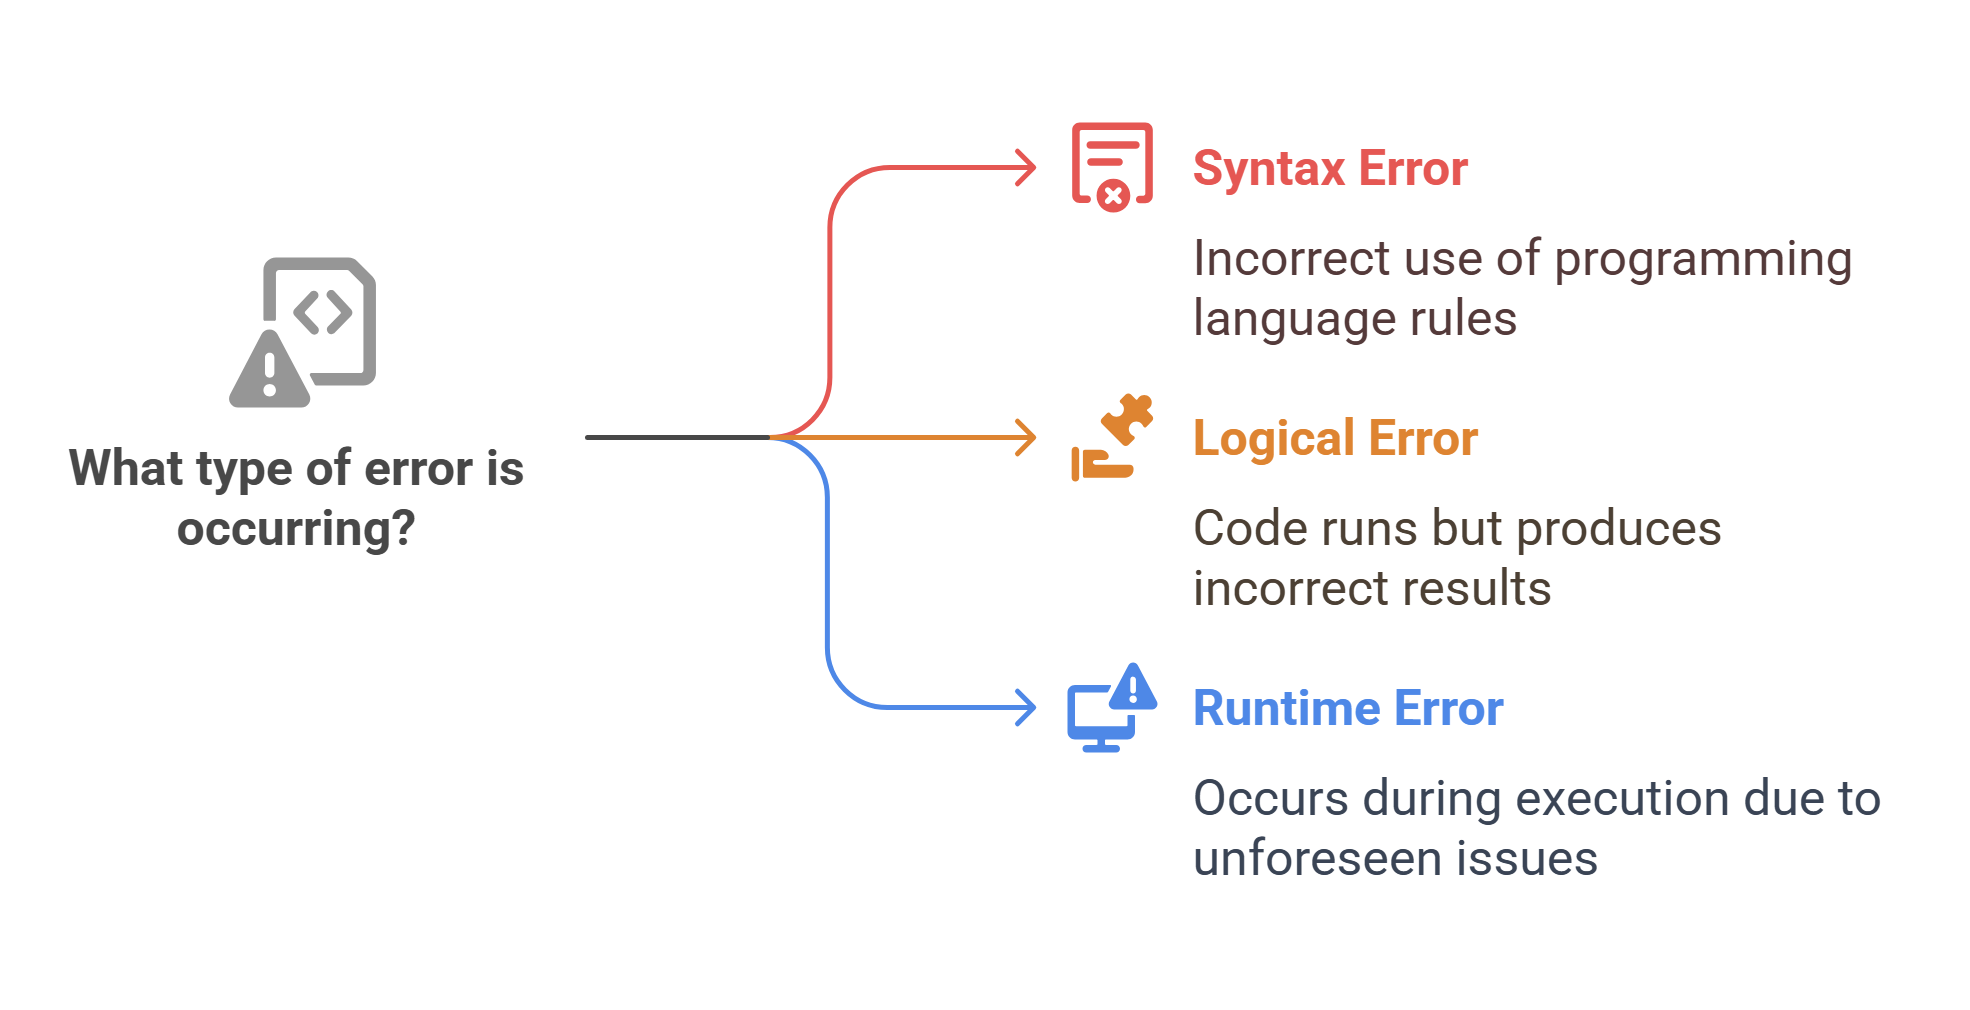 What type of error is
occurring?
Syntax Error
Incorrect use of programming
language rules
Logical Error
Code runs but produces
incorrect results
Runtime Error
Occurs during execution due to
unforeseen issues